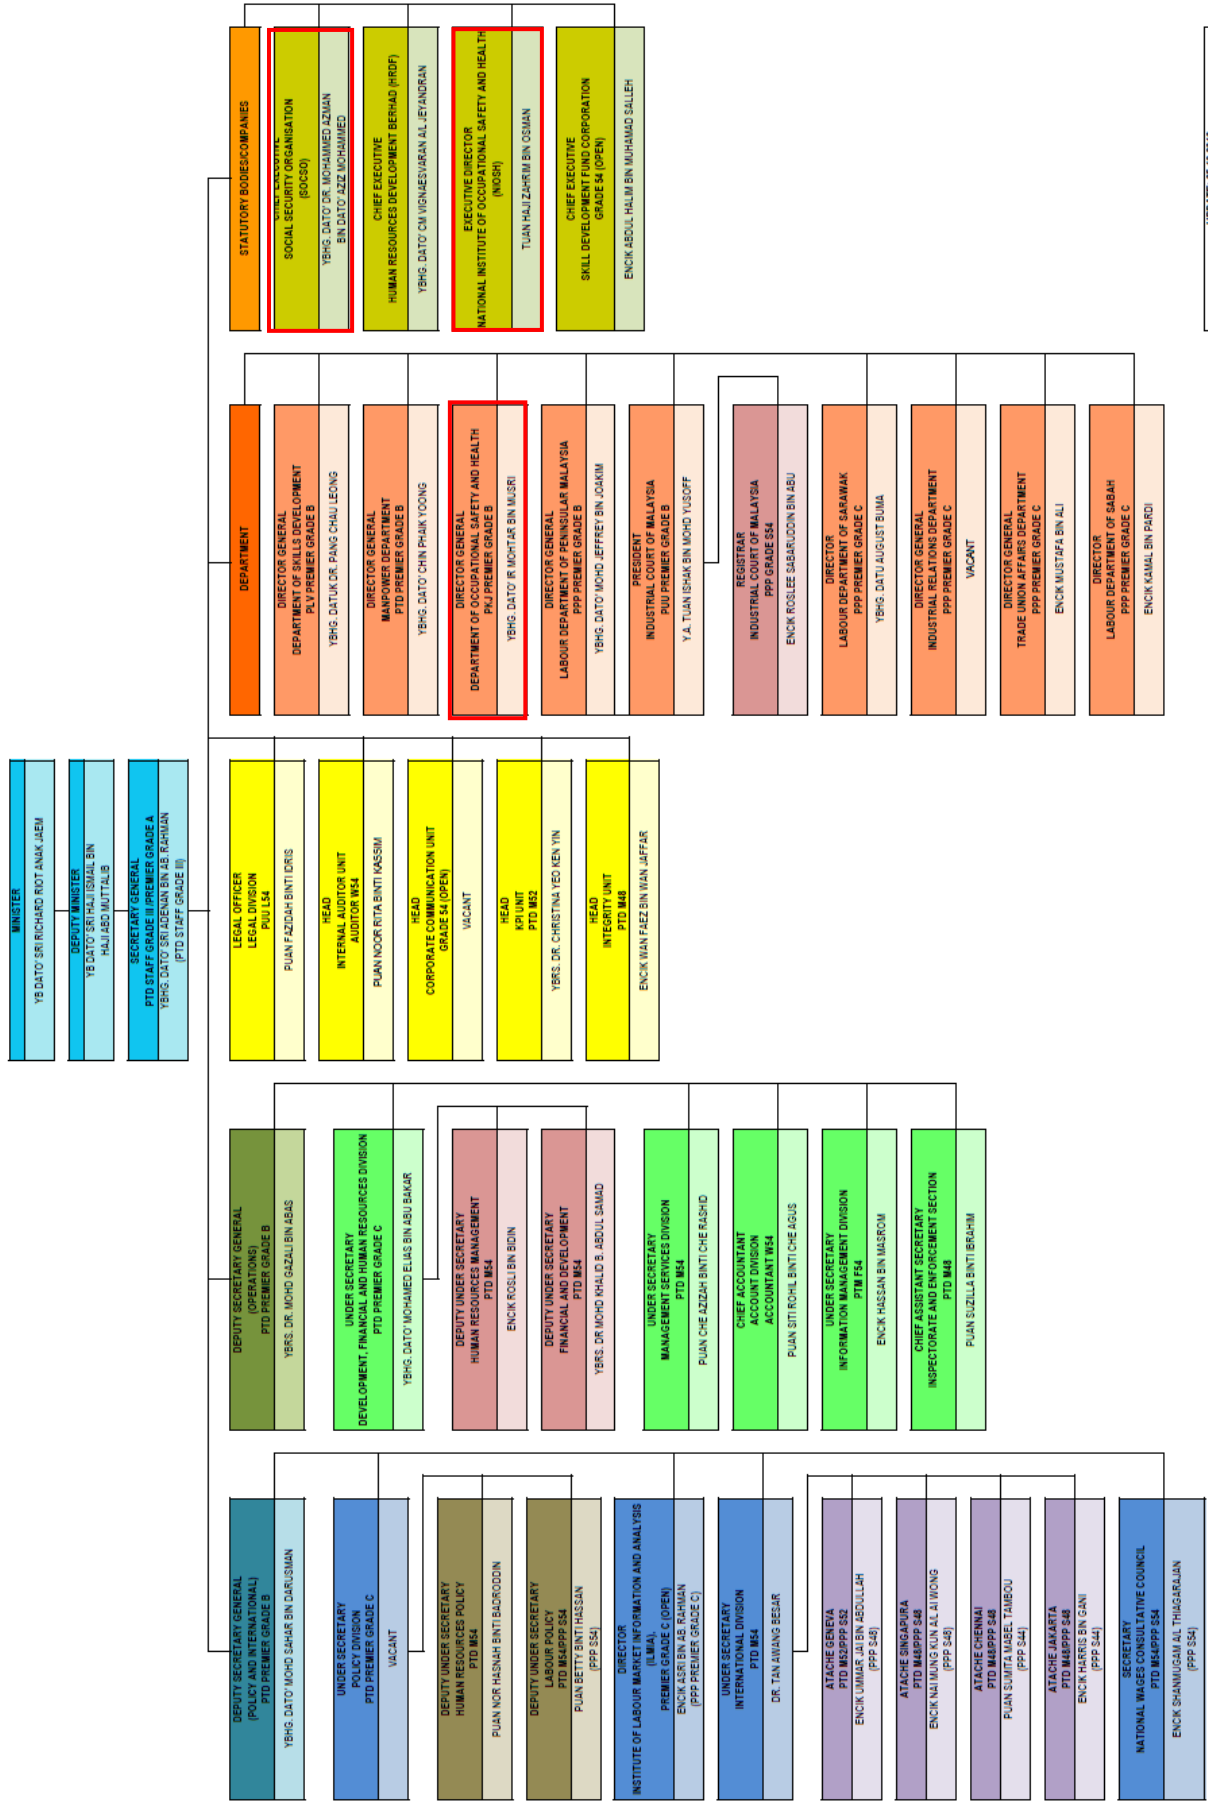 MINISTER
YB DATO' SRI RICHARD RIOT ANAK JAEM
DEPUTY MINISTER
YB DATO' SRI HAJI ISMAIL BIN
HAJI ABD MUTTALIB
SECRETARY GENERAL
PTD STAFF GRADE III /PREMIER GRADE A
YBHG. DATO' SRI ADENAN BIN AB. RAHMAN
(PTD STAFF GRADE III)
DEPUTY SECRETARY GENERAL
(POLICY AND INTERNATIONAL)
PTD PREMIER GRADE B
YBHG. DATO' MOHD SAHAR BIN DARUSMAN
UNDER SECRETARY
POLICY DIVISION
PTD PREMIER GRADE C
VACANT
DEPUTY UNDER SECRETARY
HUMAN RESOURCES POLICY
PTD M54
PUAN NOR HASNAH BINTI BADRODDIN
DEPUTY UNDER SECRETARY
LABOUR POLICY
PTD M54/PPP S54
PUAN BETTY BINTI HASSAN
(PPP S54)
DIRECTOR
INSTITUTE OF LABOUR MARKET INFORMATION AND ANALYSIS
(ILMIA),
PREMIER GRADE C (OPEN)
ENCIK ASRI BIN AB. RAHMAN
(PPP PREMIER GRADE C)
UNDER SECRETARY
INTERNATIONAL DIVISION
PTD M54
DR. TAN AWANG BESAR
ATACHE GENEVA
PTD M52/PPP S52
ENCIK UMMAR JAI BIN ABDULLAH
(PPP S48)
ATACHE SINGAPURA
PTD M48/PPP S48
ENCIK NAI MUNG KUN A/L AI WONG
(PPP S48)
ATACHE CHENNAI
PTD M48/PPP S48
PUAN SUMITA MABEL TAMBOU
(PPP S44)
ATACHE JAKARTA
PTD M48/PPP S48
ENCIK HARRIS BIN GANI
(PPP S44)
SECRETARY
NATIONAL WAGES CONSULTATIVE COUNCIL
PTD M54/PPP S54
ENCIK SHANMUGAM A/L THIAGARAJAN
(PPP S54)
DEPUTY SECRETARY GENERAL
(OPERATIONS)
PTD PREMIER GRADE B
YBRS. DR. MOHD GAZALI BIN ABAS
UNDER SECRETARY
DEVELOPMENT, FINANCIAL AND HUMAN RESOURCES DIVISION
PTD PREMIER GRADE C
YBHG. DATO' MOHAMED ELIAS BIN ABU BAKAR
DEPUTY UNDER SECRETARY
HUMAN RESOURCES MANAGEMENT
PTD M54
ENCIK ROSLI BIN BIDIN
DEPUTY UNDER SECRETARY
FINANCIAL AND DEVELOPMENT
PTD M54
YBRS. DR MOHD KHALID B. ABDUL SAMAD
UNDER SECRETARY
MANAGEMENT SERVICES DIVISION
PTD M54
PUAN CHE AZIZAH BINTI CHE RASHID
CHIEF ACCOUNTANT
ACCOUNT DIVISION
ACCOUNTANT W54
PUAN SITI ROHIL BINTI CHE AGUS
UNDER SECRETARY
INFORMATION MANAGEMENT DIVISION
PTM F54
ENCIK HASSAN BIN MASROM
CHIEF ASSISTANT SECRETARY
INSPECTORATE AND ENFORCEMENT SECTION
PTD M48
PUAN SUZILLA BINTI IBRAHIM
LEGAL OFFICER
LEGAL DIVISION
PUU L54
PUAN FAZIDAH BINTI IDRIS
HEAD
INTERNAL AUDITOR UNIT
AUDITOR W54
PUAN NOOR RITA BINTI KASSIM
HEAD
CORPORATE COMMUNICATION UNIT
GRADE 54 (OPEN)
VACANT
HEAD
KPI UNIT
PTD M52
YBRS. DR. CHRISTINA YEO KEN YIN
HEAD
INTEGRITY UNIT
PTD M48
ENCIK WAN FAEZ BIN WAN JAFFAR
DEPARTMENT
DIRECTOR GENERAL
DEPARTMENT OF SKILLS DEVELOPMENT
PLV PREMIER GRADE B
YBHG. DATUK DR. PANG CHAU LEONG
DIRECTOR GENERAL
MANPOWER DEPARTMENT
PTD PREMIER GRADE B
YBHG. DATO' CHIN PHAIK YOONG
DIRECTOR GENERAL
DEPARTMENT OF OCCUPATIONAL SAFETY AND HEALTH
PKJ PREMIER GRADE B
YBHG. DATO' IR MOHTAR BIN MUSRI
DIRECTOR GENERAL
LABOUR DEPARTMENT OF PENINSULAR MALAYSIA
PPP PREMIER GRADE B
YBHG. DATO' MOHD JEFFREY BIN JOAKIM
PRESIDENT
INDUSTRIAL COURT OF MALAYSIA
PUU PREMIER GRADE B
Y.A. TUAN ISHAK BIN MOHD YUSOFF
REGISTRAR
INDUSTRIAL COURT OF MALAYSIA
PPP GRADE S54
ENCIK ROSLEE SABARUDDIN BIN ABU
DIRECTOR
LABOUR DEPARTMENT OF SARAWAK
PPP PREMIER GRADE C
YBHG. DATU AUGUST BUMA
DIRECTOR GENERAL
INDUSTRIAL RELATIONS DEPARTMENT
PPP PREMIER GRADE C
VACANT
DIRECTOR GENERAL
TRADE UNION AFFAIRS DEPARTMENT
PPP PREMIER GRADE C
ENCIK MUSTAFA BIN ALI
DIRECTOR
LABOUR DEPARTMENT OF SABAH
PPP PREMIER GRADE C
ENCIK KAMAL BIN PARDI
STATUTORY BODIES/COMPANIES
CHIEF EXECUTIVE
SOCIAL SECURITY ORGANISATION
(SOCSO)
YBHG. DATO' DR. MOHAMMED AZMAN
BIN DATO' AZIZ MOHAMMED
CHIEF EXECUTIVE
HUMAN RESOURCES DEVELOPMENT BERHAD (HRDF)
YBHG. DATO' CM VIGNAESVARAN A/L JEYANDRAN
EXECUTIVE DIRECTOR
NATIONAL INSTITUTE OF OCCUPATIONAL SAFETY AND HEALTH
(NIOSH)
TUAN HAJI ZAHRIM BIN OSMAN
CHIEF EXECUTIVE
SKILL DEVELOPMENT FUND CORPORATION
GRADE 54 (OPEN)
ENCIK ABDUL HALIM BIN MUHAMAD SALLEH